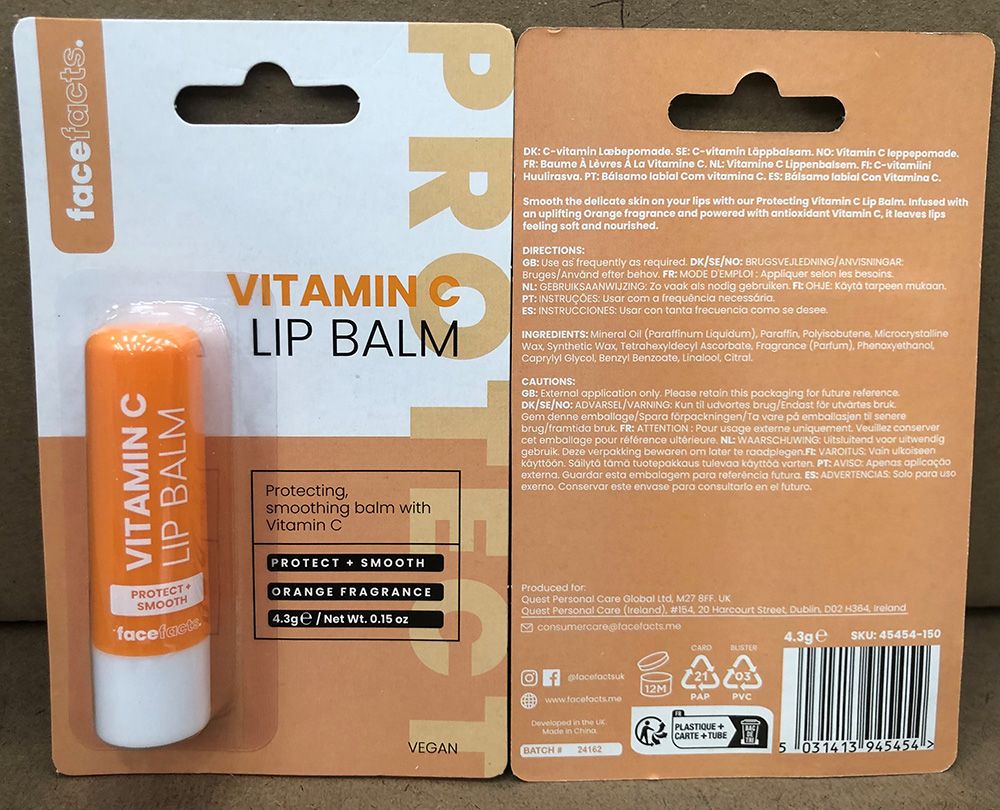 facefacts.
PROTECT
VITAMIN C
LIP BALM
VITAMIN C
LIP BALM
PROTECT +
SMOOTH
facefacts.
Protecting,
smoothing balm with
Vitamin C
PROTECT + SMOOTH
ORANGE FRAGRANCE
4.3g℮ / Net Wt. 0.15 oz
VEGAN
DK: C-vitamin Læbepomade. SE: C-vitamin Läppbalsam. NO: Vitamin C leppepomade.
FR: Baume À Lèvres À La Vitamine C. NL: Vitamine C Lippenbalsem. FI: C-vitamiini
Huulirasva. PT: Bálsamo labial Com vitamina C. ES: Bálsamo labial Con Vitamina C.
Smooth the delicate skin on your lips with our Protecting Vitamin C Lip Balm. Infused with
an uplifting Orange fragrance and powered with antioxidant Vitamin C, it leaves lips
feeling soft and nourished.
DIRECTIONS:
GB: Use as frequently as required. DK/SE/NO: BRUGSVEJLEDNING/ANVISNINGAR:
Bruges/Använd efter behov. FR: MODE D'EMPLOI : Appliquer selon les besoins.
NL: GEBRUIKSAANWIJZING: Zo vaak als nodig gebruiken. FI: OHJE: Käytä tarpeen mukaan.
PT: INSTRUÇÕES: Usar com a frequência necessária.
ES: INSTRUCCIONES: Usar con tanta frecuencia como se desee.
INGREDIENTS: Mineral Oil (Paraffinum Liquidum), Paraffin, Polyisobutene, Microcrystalline
Wax, Synthetic Wax, Tetrahexyldecyl Ascorbate, Fragrance (Parfum), Phenoxyethanol,
Caprylyl Glycol, Benzyl Benzoate, Linalool, Citral.
CAUTIONS:
GB: External application only. Please retain this packaging for future reference.
DK/SE/NO: ADVARSEL/VARNING: Kun til udvortes brug/Endast för utvärtes bruk.
Gem denne emballage/Spara förpackningen/Ta vare på emballasjen til senere
brug/framtida bruk. FR: ATTENTION : Pour usage externe uniquement. Veuillez conserver
cet emballage pour référence ultérieure. NL: WAARSCHUWING: Uitsluitend voor uitwendig
gebruik. Deze verpakking bewaren om later te raadplegen.FI: VAROITUS: Vain ulkoiseen
käyttöön. Säilytä tämä tuotepakkaus tulevaa käyttöä varten. PT: AVISO: Apenas aplicação
externa. Guardar esta embalagem para referência futura. ES: ADVERTENCIAS: Solo para uso
exerno. Conservar este envase para consultarlo en el futuro.
Produced for:
Quest Personal Care Global Ltd, M27 8FF. UK
Quest Personal Care (Ireland), #154, 20 Harcourt Street, Dublin, D02 H364, Ireland
consumercare@facefacts.me
4.3g℮ SKU: 45454-150
@facefactsuk
www.facefacts.me
12M
CARD
21
PAP
BLISTER
03
PVC
Developed in the UK.
Made in China.
BATCH # 24162
FR
PLASTIQUE +
CARTE + TUBE
BAC
DE
TRI
5 031413 945454 >